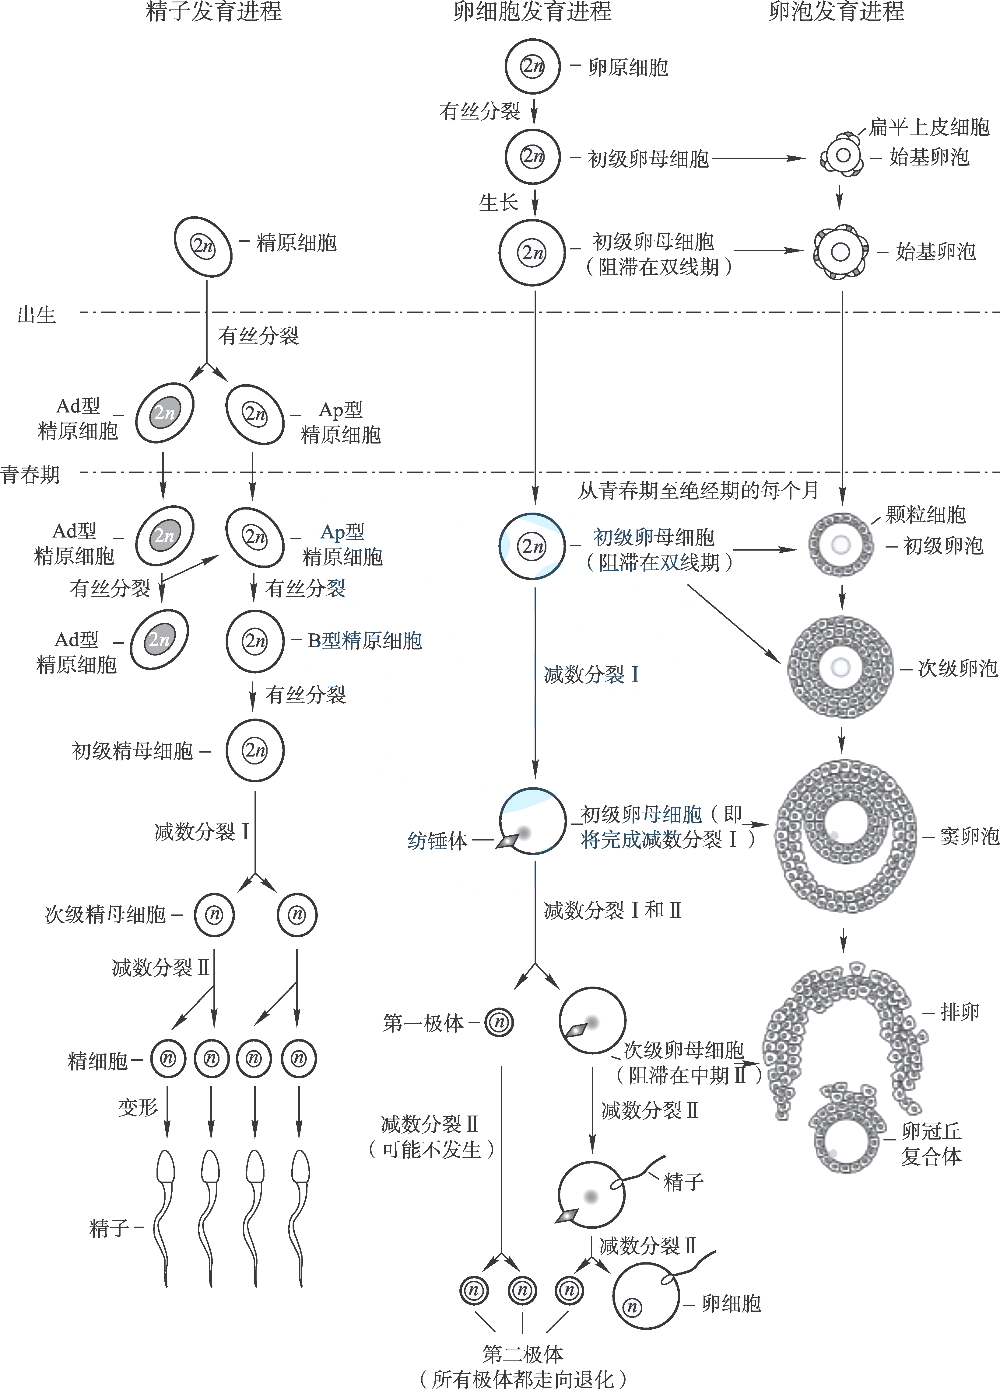 精子发育进程
卵细胞发育进程
卵泡发育进程
2n
卵原细胞
有丝分裂
2n
初级卵母细胞
扁平上皮细胞
始基卵泡
生长
2n
精原细胞
2n
初级卵母细胞
（阻滞在双线期）
始基卵泡
出生
有丝分裂
Ad型
精原细胞
2n
2n
Ap型
精原细胞
青春期
从青春期至绝经期的每个月
Ad型
精原细胞
2n
2n
Ap型
精原细胞
2n
初级卵母细胞
（阻滞在双线期）
颗粒细胞
初级卵泡
有丝分裂
有丝分裂
Ad型
精原细胞
2n
2n
B型精原细胞
减数分裂Ⅰ
次级卵泡
有丝分裂
初级精母细胞
2n
减数分裂Ⅰ
纺锤体
初级卵母细胞（即
将完成减数分裂Ⅰ）
窦卵泡
次级精母细胞
n
n
减数分裂Ⅰ和Ⅱ
减数分裂Ⅱ
第一极体
n
排卵
精细胞
n
n
n
n
次级卵母细胞
（阻滞在中期Ⅱ）
变形
减数分裂Ⅱ
（可能不发生）
减数分裂Ⅱ
卵冠丘
复合体
精子
精子
减数分裂Ⅱ
n
n
n
n
卵细胞
第二极体
（所有极体都走向退化）